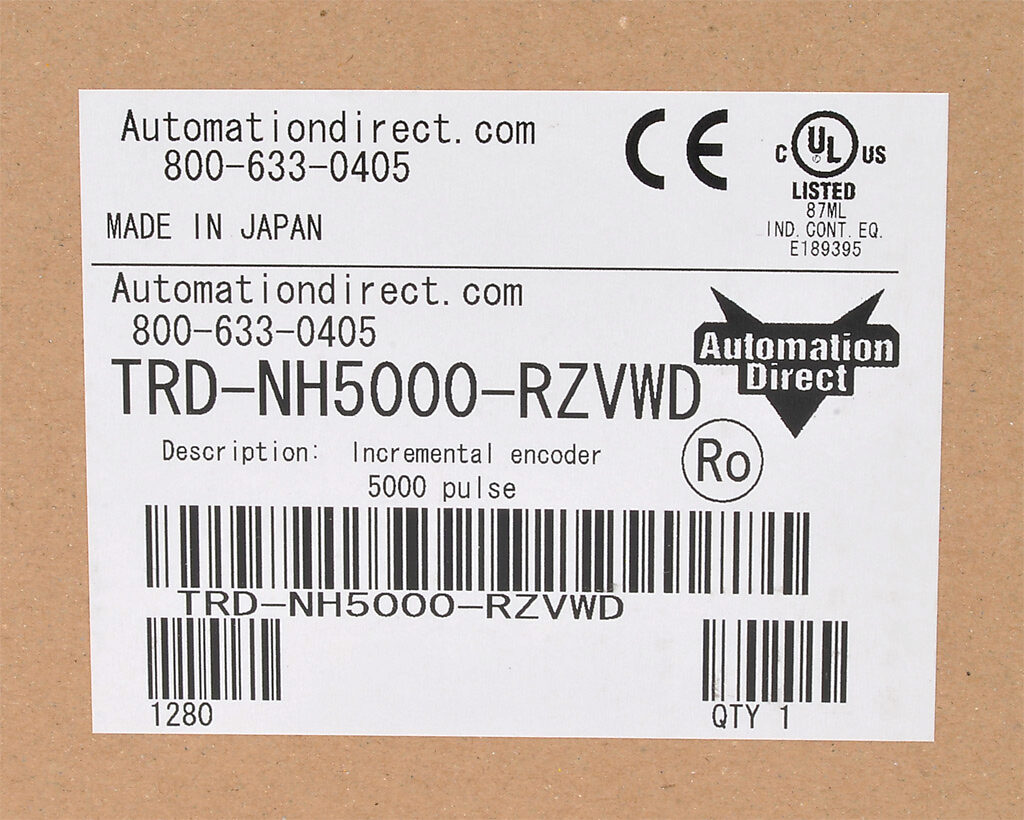 Automationdirect.com
800-633-0405
MADE IN JAPAN
CE
C UL US
LISTED
87ML
IND. CONT. EQ.
E189395
Automationdirect.com
800-633-0405
Automation
Direct
TRD-NH5000-RZVWD
Description: Incremental encoder
5000 pulse
Ro
TRD-NH5000-RZVWD
1280
QTY 1